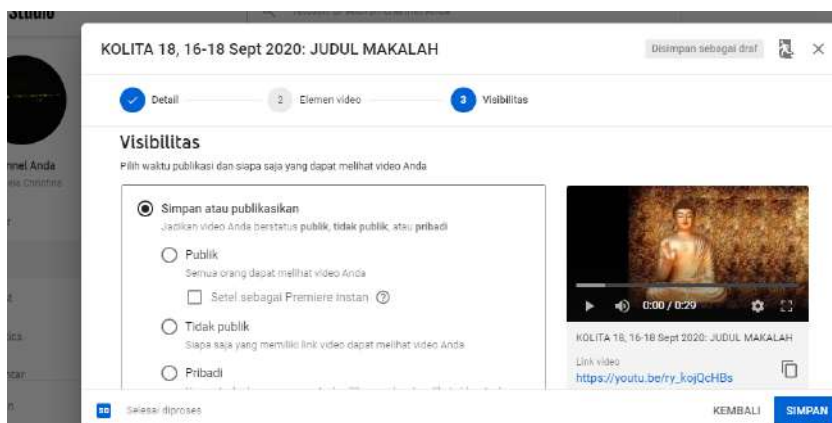 Studio
KOLITA 18, 16-18 Sept 2020: JUDUL MAKALAH
Disimpan sebagai draf
Detail
2 Elemen video
3 Visibilitas
Visibilitas
Pilih waktu publikasi dan siapa saja yang dapat melihat video Anda
nnel Anda
Christina
Simpan atau publikasikan
Jadikan video Anda berstatus publik, tidak publik, atau pribadi
Publik
Semua orang dapat melihat video Anda
Setel sebagai Premiere Instan
Tidak publik
Siapa saja yang memiliki link video dapat melihat video Anda
Pribadi
0:00 / 0:29
KOLITA 18, 16-18 Sept 2020: JUDUL MAKALAH
Link video
https://youtu.be/ry_kojQcHBs
SD Selesai diproses
KEMBALI
SIMPAN